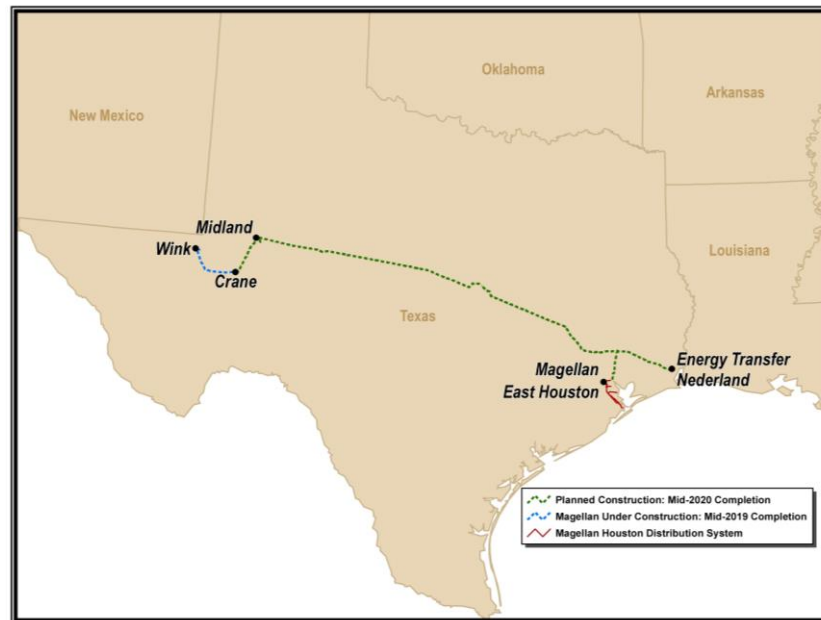 Oklahoma
Arkansas
New Mexico
Midland
Wink
Crane
Louisiana
Texas
Magellan
East Houston
Energy Transfer
Nederland
Planned Construction: Mid-2020 Completion
Magellan Under Construction: Mid-2019 Completion
Magellan Houston Distribution System